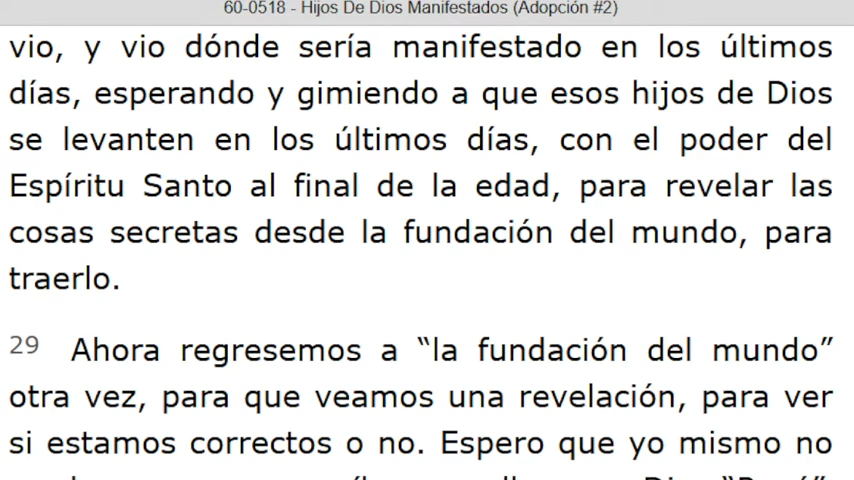 60-0518 - Hijos De Dios Manifestados (Adopción #2)
vio, y vio dónde sería manifestado en los últimos
días, esperando y gimiendo a que esos hijos de Dios
se levanten en los últimos días, con el poder del
Espíritu Santo al final de la edad, para revelar las
cosas secretas desde la fundación del mundo, para
traerlo.
29 Ahora regresemos a “la fundación del mundo”
otra vez, para que veamos una revelación, para ver
si estamos correctos o no. Espero que yo mismo no